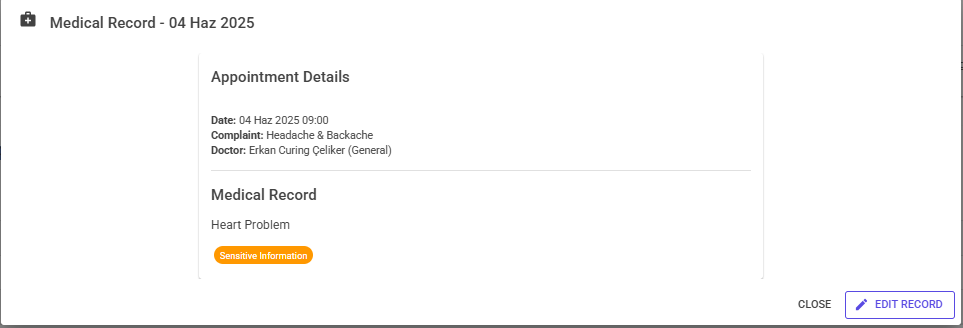 Medical Record - 04 Haz 2025
Appointment Details
Date: 04 Haz 2025 09:00
Complaint: Headache & Backache
Doctor: Erkan Curing Çeliker (General)
Medical Record
Heart Problem
Sensitive Information
CLOSE EDIT RECORD